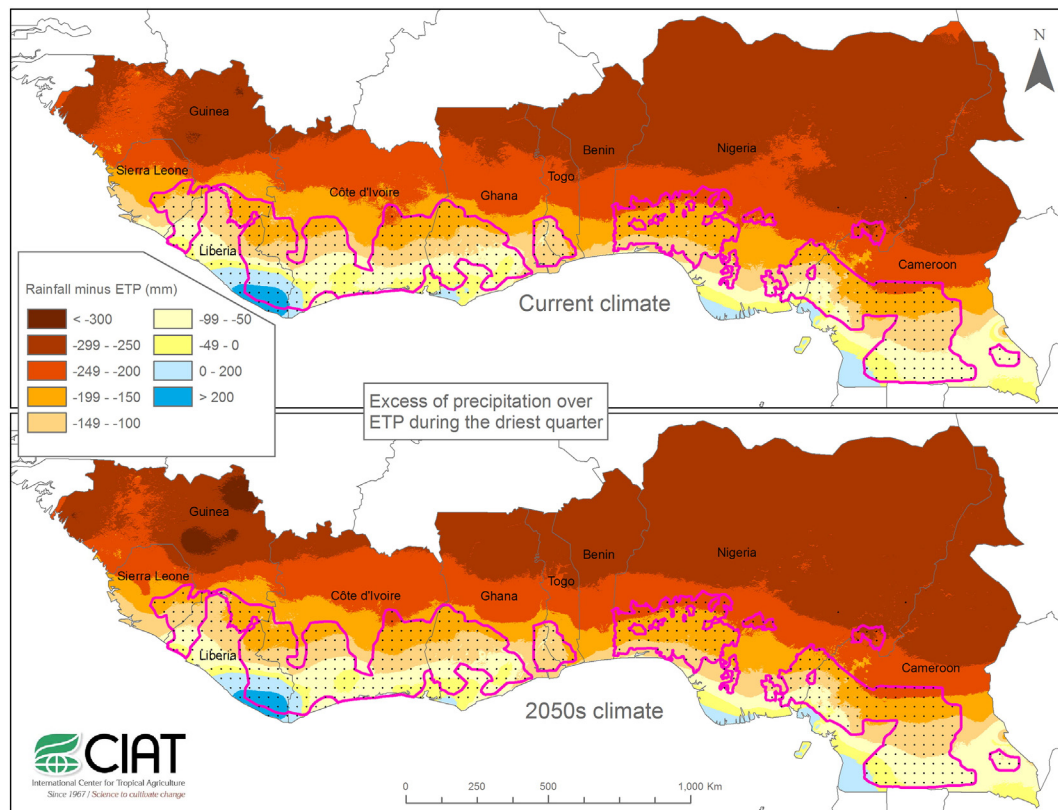 N
Guinea
Sierra Leone
Liberia
Côte d'Ivoire
Ghana
Togo
Benin
Nigeria
Cameroon
Current climate
Rainfall minus ETP (mm)
< -300
-299 - -250
-249 - -200
-199 - -150
-149 - -100
-99 - -50
-49 - 0
0 - 200
> 200
Excess of precipitation over
ETP during the driest quarter
Guinea
Sierra Leone
Liberia
Côte d'Ivoire
Ghana
Togo
Benin
Nigeria
Cameroon
2050s climate
CIAT
International Center for Tropical Agriculture
Since 1967 / Science to cultivate change
0 250 500 1,000 Km